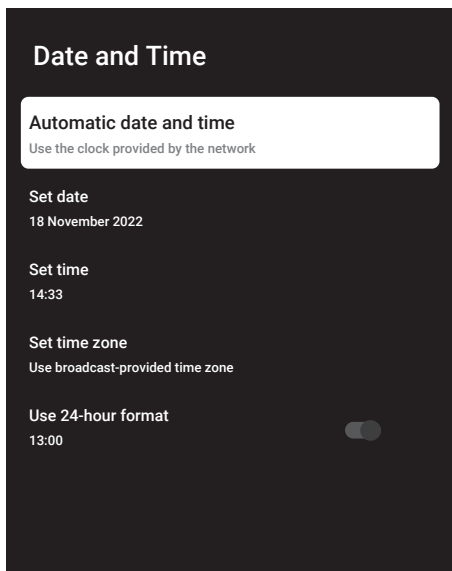 Date and Time
Automatic date and time
Use the clock provided by the network
Set date
18 November 2022
Set time
14:33
Set time zone
Use broadcast-provided time zone
Use 24-hour format
13:00